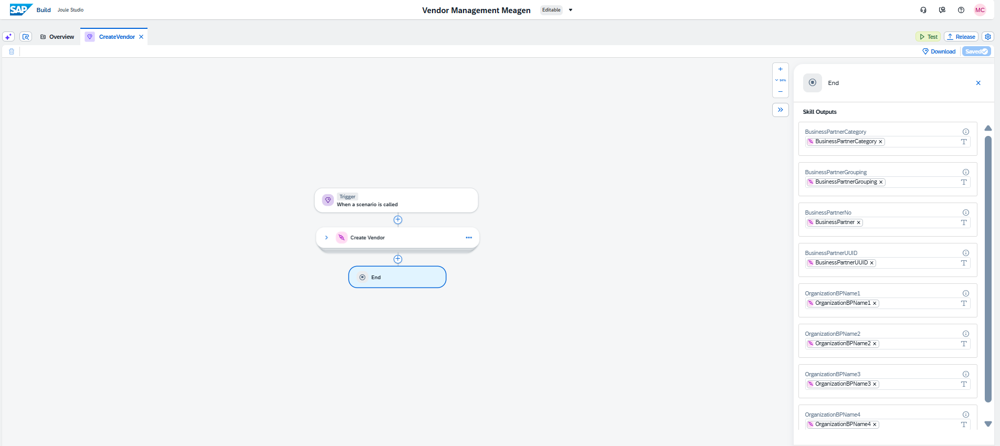 SAP Build Joule Studio
Vendor Management Meagen Editable
MC
Overview
CreateVendor
Test
Release
Download
Saved
94%
End
Skill Outputs
BusinessPartnerCategory
BusinessPartnerCategory
BusinessPartnerGrouping
BusinessPartnerGrouping
BusinessPartnerNo
BusinessPartner
BusinessPartnerUUID
BusinessPartnerUUID
OrganizationBPName1
OrganizationBPName1
OrganizationBPName2
OrganizationBPName2
OrganizationBPName3
OrganizationBPName3
OrganizationBPName4
OrganizationBPName4
Trigger
When a scenario is called
Create Vendor
End